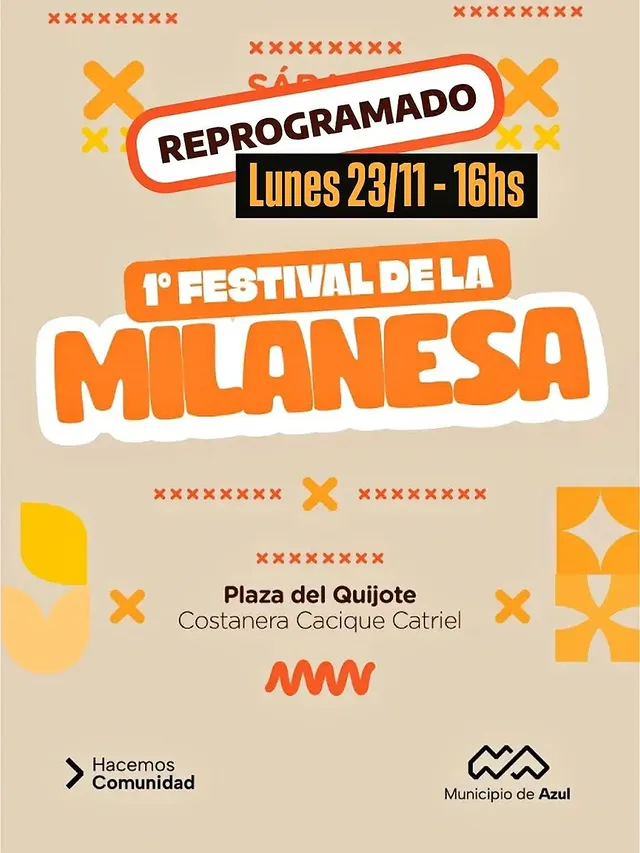 REPROGRAMADO
Lunes 23/11 - 16hs
1º FESTIVAL DE LA
MILANESA
Plaza del Quijote
Costanera Cacique Catriel
Hacemos
Comunidad
Municipio de Azul